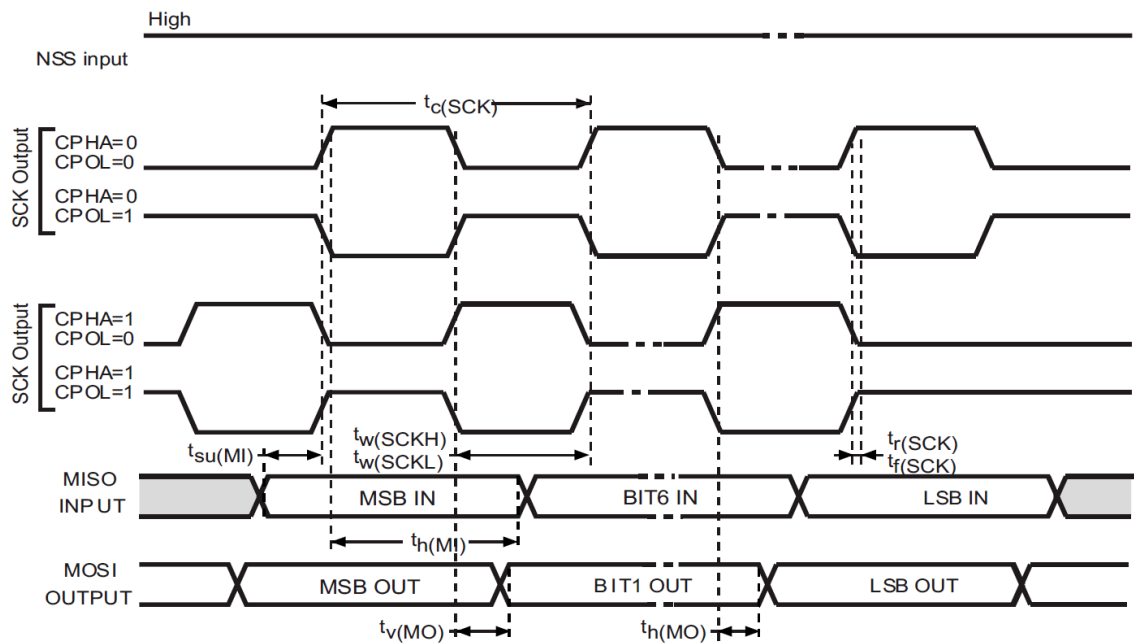 High
NSS input
tc(SCK)
SCK Output
CPHA=0
CPOL=0
CPHA=0
CPOL=1
SCK Output
CPHA=1
CPOL=0
CPHA=1
CPOL=1
tsu(MI)
tw(SCKH)
tw(SCKL)
tr(SCK)
tf(SCK)
MISO
INPUT
MSB IN
BIT6 IN
LSB IN
th(MI)
MOSI
OUTPUT
MSB OUT
BIT1 OUT
LSB OUT
tv(MO)
th(MO)